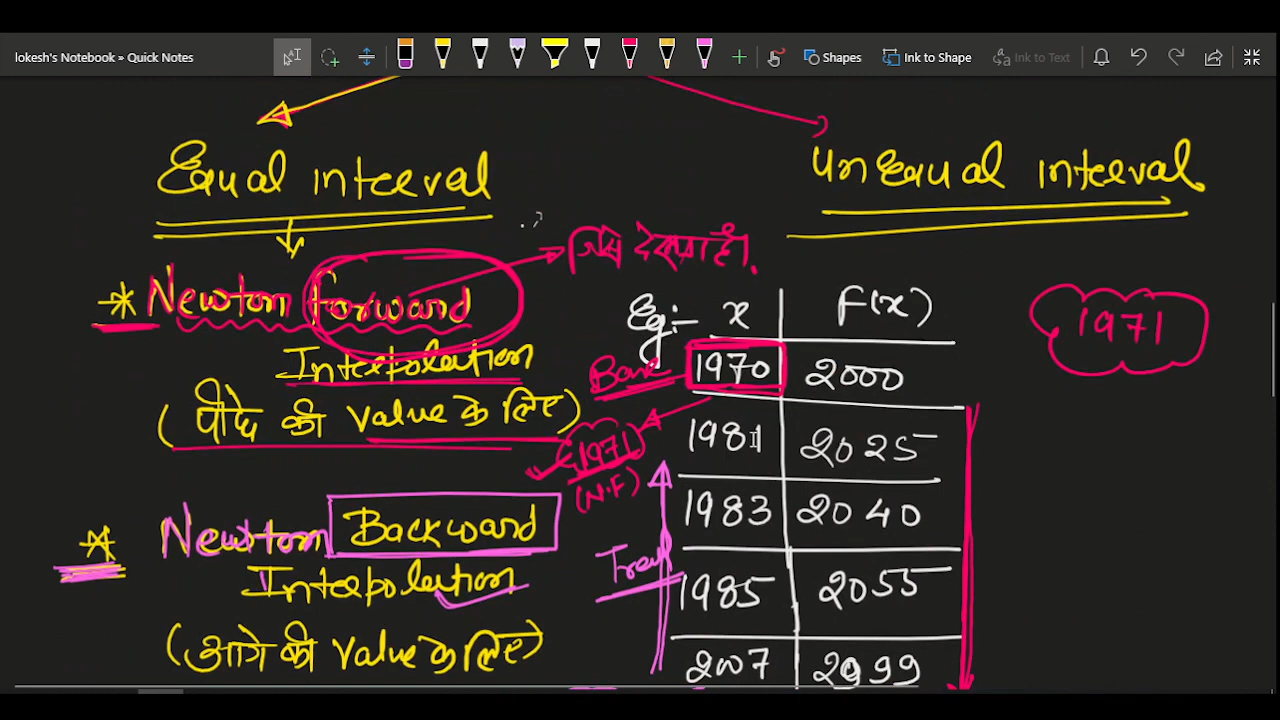 lokesh's Notebook » Quick Notes
Shapes
Ink to Shape
Ink to Text
Equal interval
unEqual interval
Newton forward
Interpolation
(पीछे की value के लिए)
जिसे देखना है।
Eg:- x F(x)
1971
Base 1970 2000
1981 2025
1971
(N.F)
1983 2040
1985 2055
2007 2999
Newton Backward
Interpolation
(आगे की value के लिए)